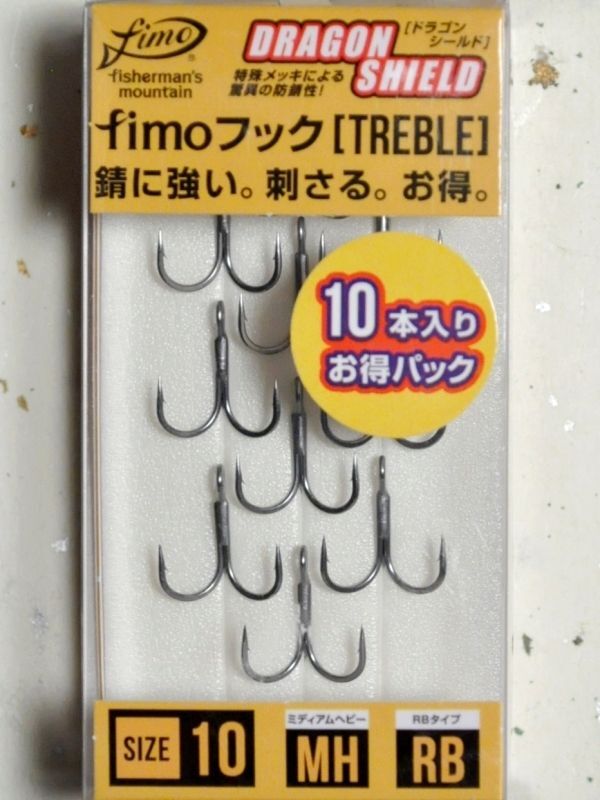 fimo®
fisherman's
mountain
DRAGON
SHIELD
[ドラゴン
シールド]
特殊メッキによる
驚異の防錆性!
fimoフック[TREBLE]
錆に強い。刺さる。お得。
10本入り
お得パック
SIZE 10
ミディアムヘビー
MH
RBタイプ
RB